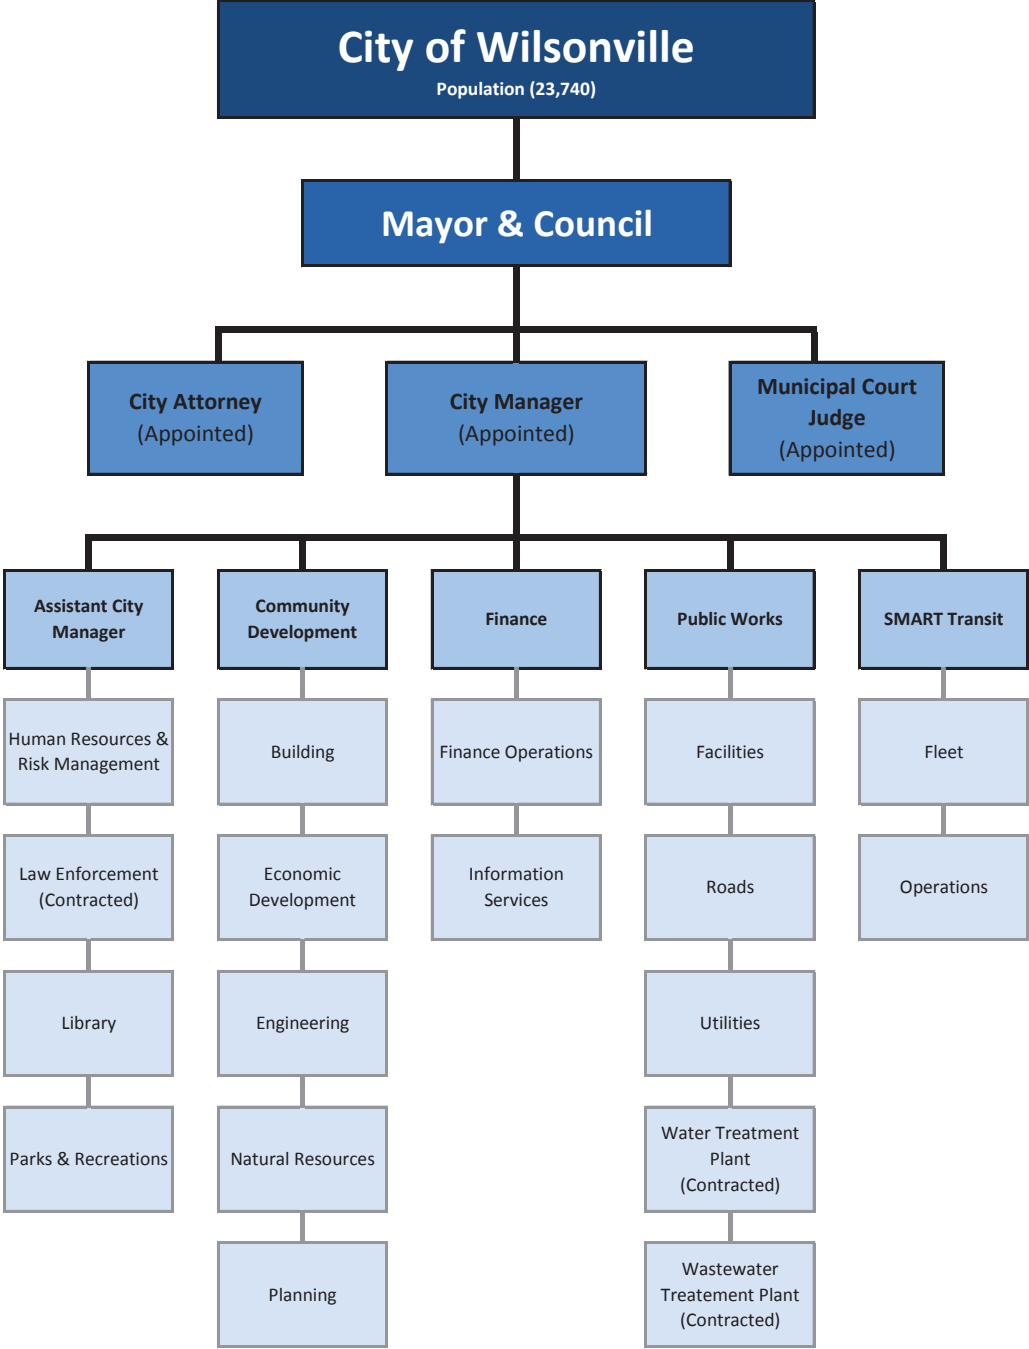 City of Wilsonville
Population (23,740)
Mayor & Council
City Attorney
(Appointed)
City Manager
(Appointed)
Municipal Court
Judge
(Appointed)
Assistant City
Manager
Community
Development
Finance
Public Works
SMART Transit
Human Resources &
Risk Management
Building
Finance Operations
Facilities
Fleet
Law Enforcement
(Contracted)
Economic
Development
Information
Services
Roads
Operations
Library
Engineering
Utilities
Parks & Recreations
Natural Resources
Water Treatment
Plant
(Contracted)
Planning
Wastewater
Treatement Plant
(Contracted)